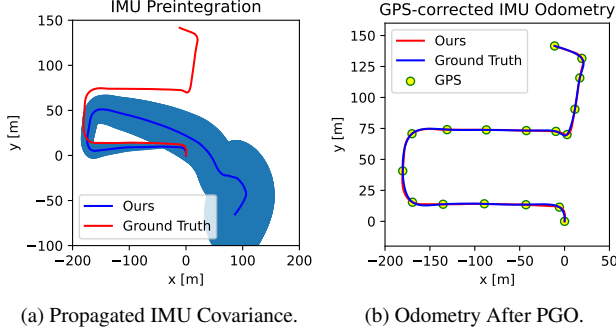 IMU Preintegration
150
100
50
0
−50
−100
y [m]
−200
−100
0
100
200
x [m]
Ours
Ground Truth
(a) Propagated IMU Covariance.
GPS-corrected IMU Odometry
150
125
100
75
50
25
0
y [m]
−200
−150
−100
−50
0
50
x [m]
Ours
Ground Truth
GPS
(b) Odometry After PGO.